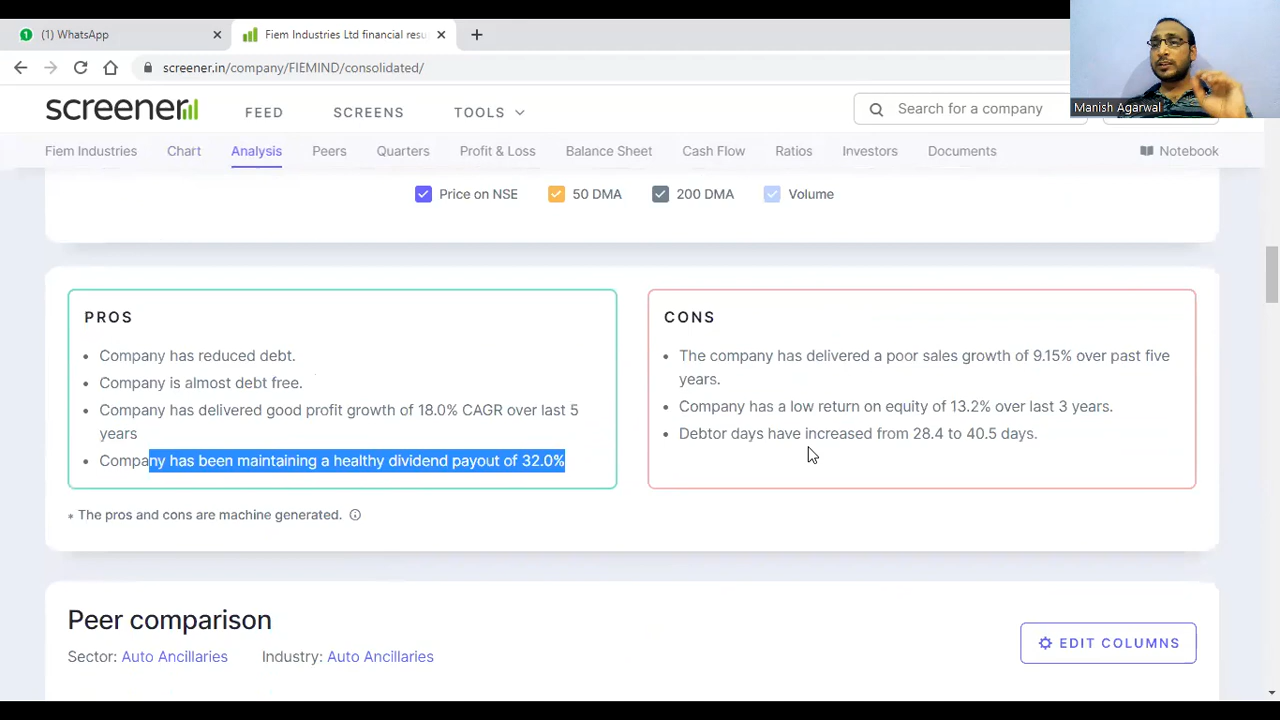 1
(1) WhatsApp
Fiem Industries Ltd financial resu
screener.in/company/FIEMIND/consolidated/
Manish Agarwal
screener
FEED
SCREENS
TOOLS
Search for a company
Fiem Industries
Chart
Analysis
Peers
Quarters
Profit & Loss
Balance Sheet
Cash Flow
Ratios
Investors
Documents
Notebook
Price on NSE
50 DMA
200 DMA
Volume
PROS
Company has reduced debt.
Company is almost debt free.
Company has delivered good profit growth of 18.0% CAGR over last 5
years
Company has been maintaining a healthy dividend payout of 32.0%
CONS
The company has delivered a poor sales growth of 9.15% over past five
years.
Company has a low return on equity of 13.2% over last 3 years.
Debtor days have increased from 28.4 to 40.5 days.
* The pros and cons are machine generated.
Peer comparison
Sector: Auto Ancillaries Industry: Auto Ancillaries
EDIT COLUMNS